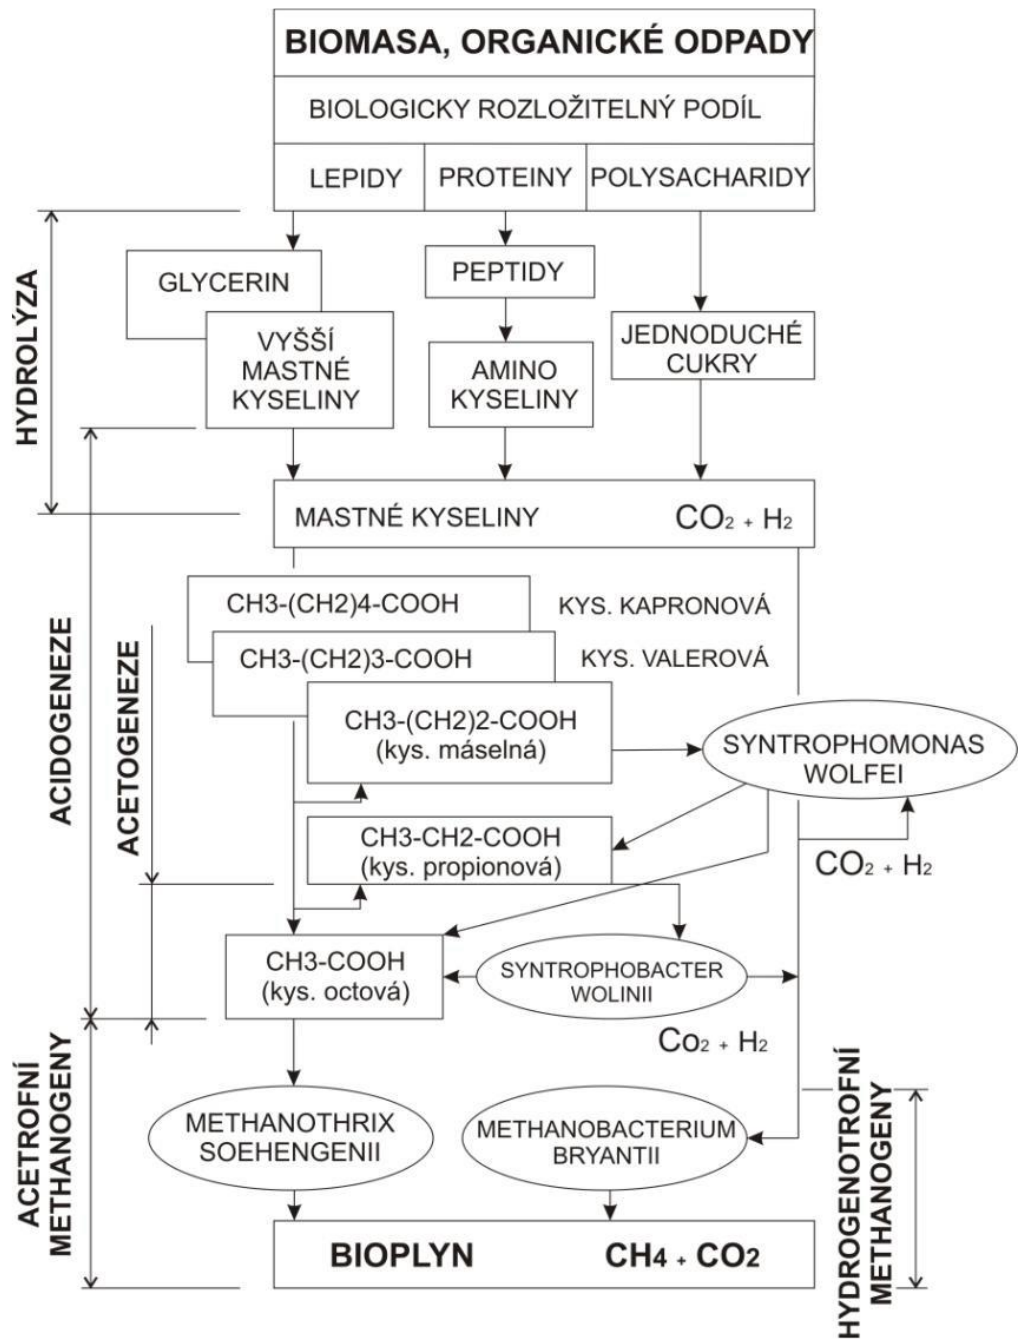 BIOMASA, ORGANICKÉ ODPADY
BIOLOGICKY ROZLOŽITELNÝ PODÍL
LEPIDY
PROTEINY
POLYSACHARIDY
HYDROLÝZA
GLYCERIN
VYŠŠÍ
MASTNÉ
KYSELINY
PEPTIDY
AMINO
KYSELINY
JEDNODUCHÉ
CUKRY
MASTNÉ KYSELINY
CO2 + H2
ACIDOGENEZE
ACETOGENEZE
CH3-(CH2)4-COOH
KYS. KAPRONOVÁ
CH3-(CH2)3-COOH
KYS. VALEROVÁ
CH3-(CH2)2-COOH
(kys. máselná)
SYNTROPHOMONAS
WOLFEI
CH3-CH2-COOH
(kys. propionová)
CO2 + H2
CH3-COOH
(kys. octová)
SYNTROPHOBACTER
WOLINII
Co2 + H2
ACETROFNÍ
METHANOGENY
METHANOTHRIX
SOEHENGENII
METHANOBACTERIUM
BRYANTII
HYDROGENOTROFNÍ
METHANOGENY
BIOPLYN
CH4 + CO2